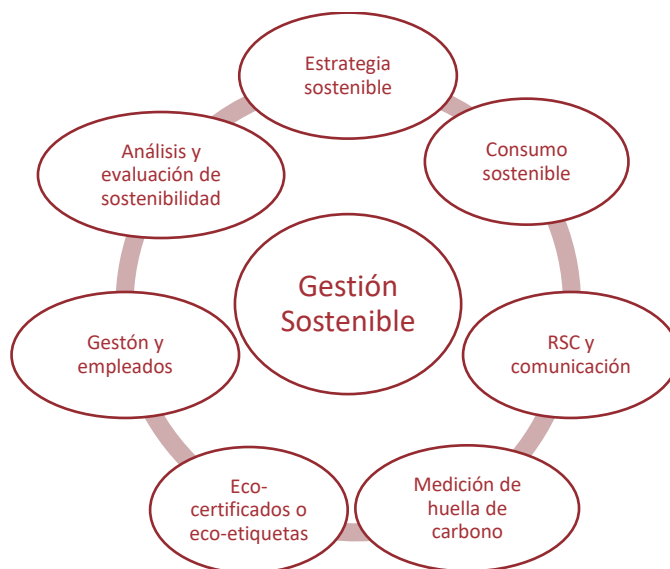 Estrategia
sostenible
Consumo
sostenible
RSC y
comunicación
Medición de
huella de
carbono
Eco-
certificados o
eco-etiquetas
Gestón y
empleados
Análisis y
evaluación de
sostenibilidad
Gestión
Sostenible